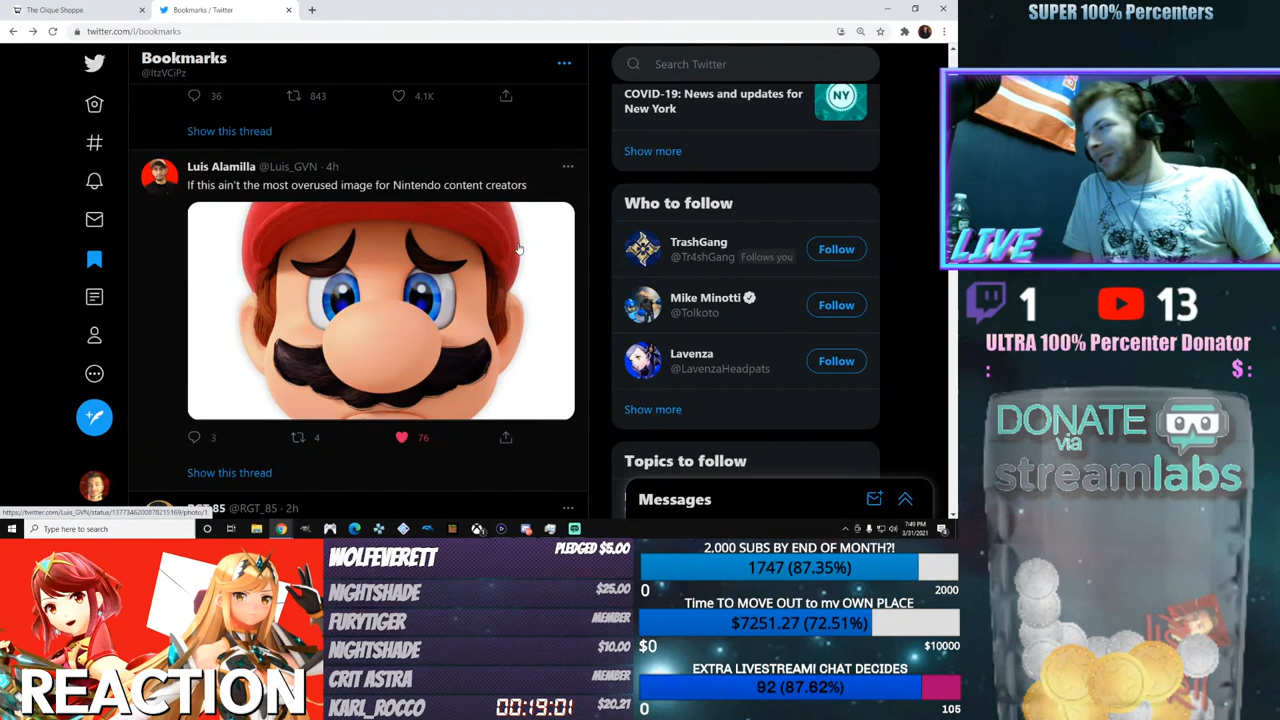 The Clique Shoppe
Bookmarks / Twitter
twitter.com/i/bookmarks
Bookmarks
@ItzVCiPz
36
843
4.1K
Show this thread
Luis Alamilla @Luis_GVN · 4h
If this ain't the most overused image for Nintendo content creators
3
4
76
Show this thread
RGT 85 @RGT_85 · 2h
https://twitter.com/Luis_GVN/status/1377346200878215169/photo/1
Search Twitter
COVID-19: News and updates for
New York
NY
Show more
Who to follow
TrashGang
@Tr4shGang Follows you
Follow
Mike Minotti
@Tolkoto
Follow
Lavenza
@LavenzaHeadpats
Follow
Show more
Topics to follow
Messages
Type here to search
7:49 PM
3/31/2021
SUPER 100% Percenters
LIVE
1
13
ULTRA 100% Percenter Donator
: $:
DONATE
via
streamlabs
REACTION
WOLFEVERETT PLEDGED $5.00
NIGHTSHADE $25.00
FURYTIGER MEMBER
NIGHTSHADE $10.00
CRIT ASTRA MEMBER
KARL_ROCCO $20.21
00:19:01
2,000 SUBS BY END OF MONTH?!
1747 (87.35%)
0 2000
Time TO MOVE OUT to my OWN PLACE
$7251.27 (72.51%)
$0 $10000
EXTRA LIVESTREAM! CHAT DECIDES
92 (87.62%)
0 105